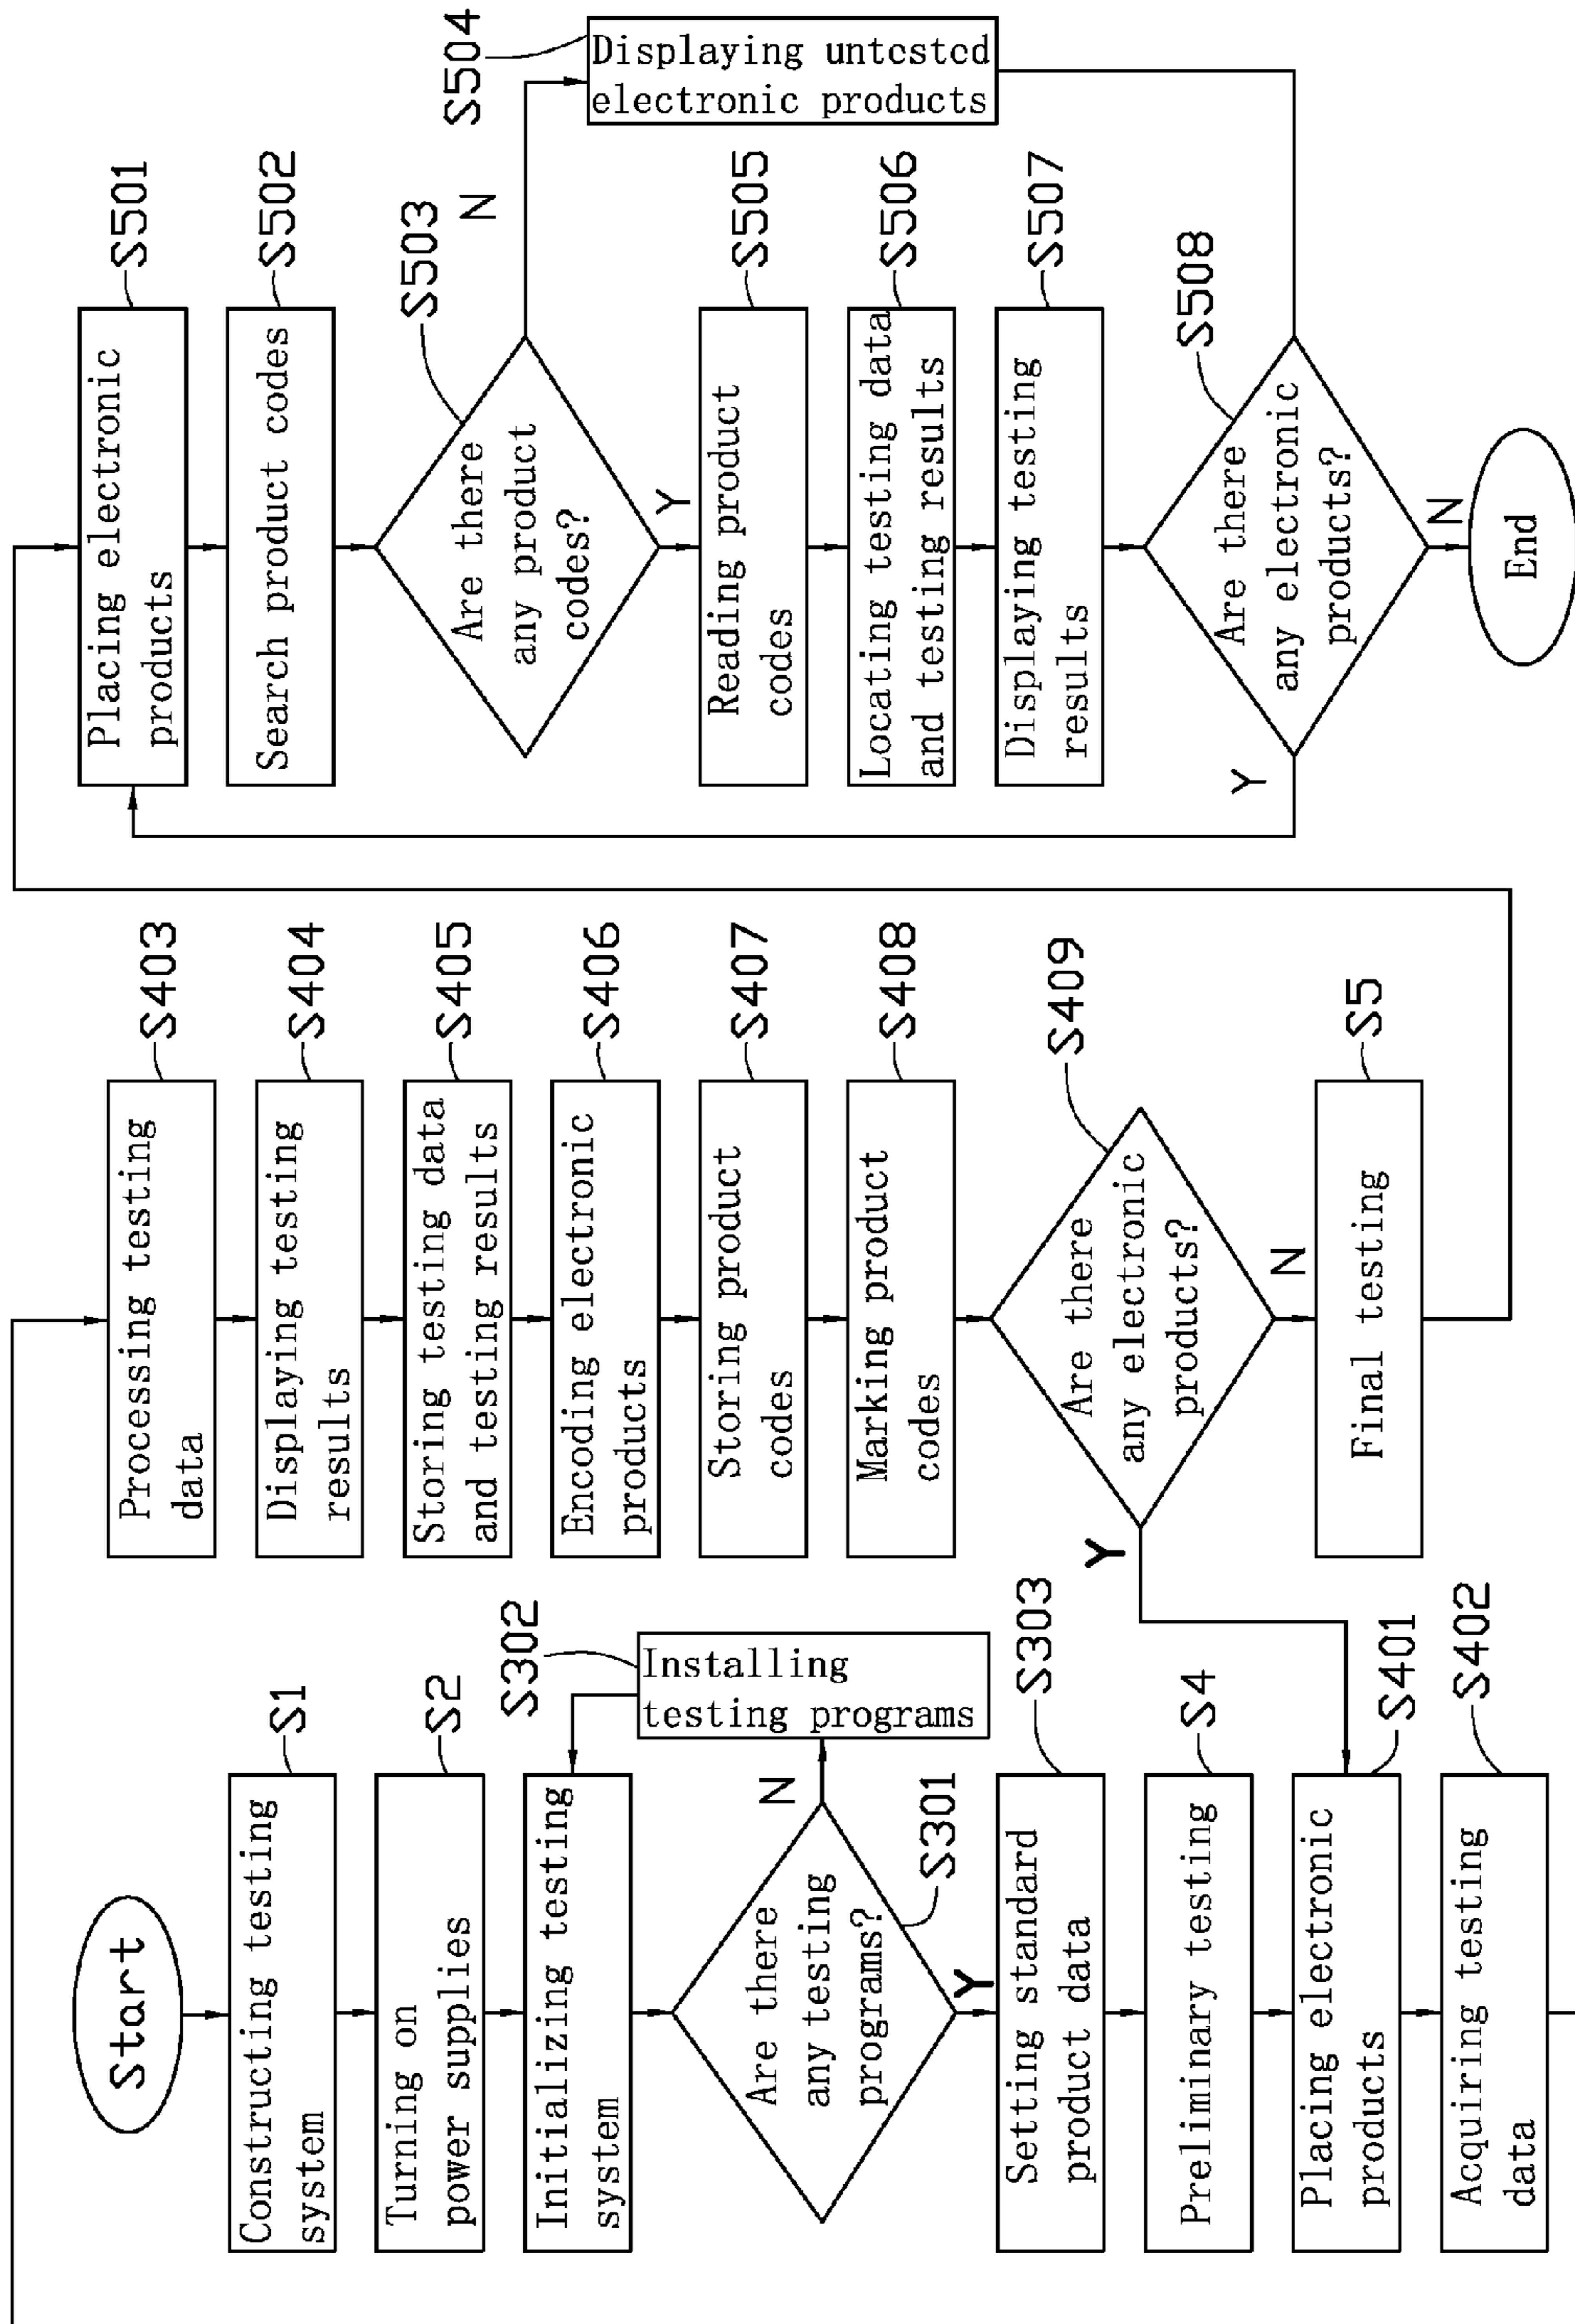 Start
Constructing testing
system
S1
Turning on
power supplies
S2
Initializing testing
system
Are there
any testing
programs?
S301
N
Installing
testing programs
S302
Y
Setting standard
product data
S303
Preliminary testing
S4
Placing electronic
products
S401
Acquiring testing
data
S402
Processing testing
data
S403
Displaying testing
results
S404
Storing testing data
and testing results
S405
Encoding electronic
products
S406
Storing product
codes
S407
Marking product
codes
S408
Are there
any electronic
products?
S409
Y
N
Final testing
S5
Placing electronic
products
S501
Search product codes
S502
Are there
any product
codes?
S503
N
Displaying untcstcd
electronic products
S504
Y
Reading product
codes
S505
Locating testing data
and testing results
S506
Displaying testing
results
S507
Are there
any electronic
products?
S508
Y
N
End